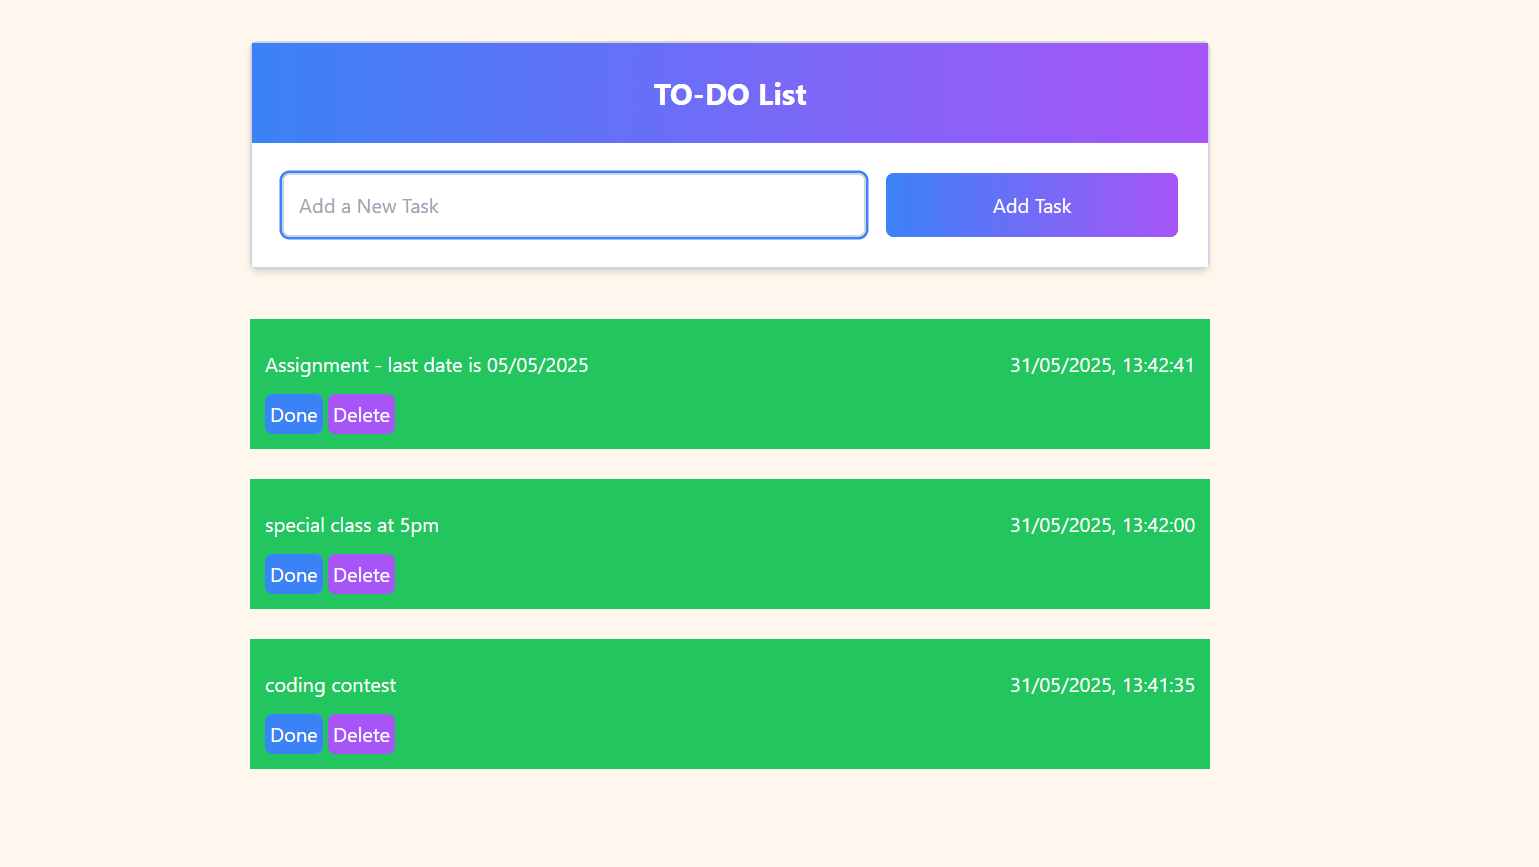 TO-DO List
Add a New Task
Add Task
Assignment - last date is 05/05/2025 31/05/2025, 13:42:41
Done Delete
special class at 5pm 31/05/2025, 13:42:00
Done Delete
coding contest 31/05/2025, 13:41:35
Done Delete